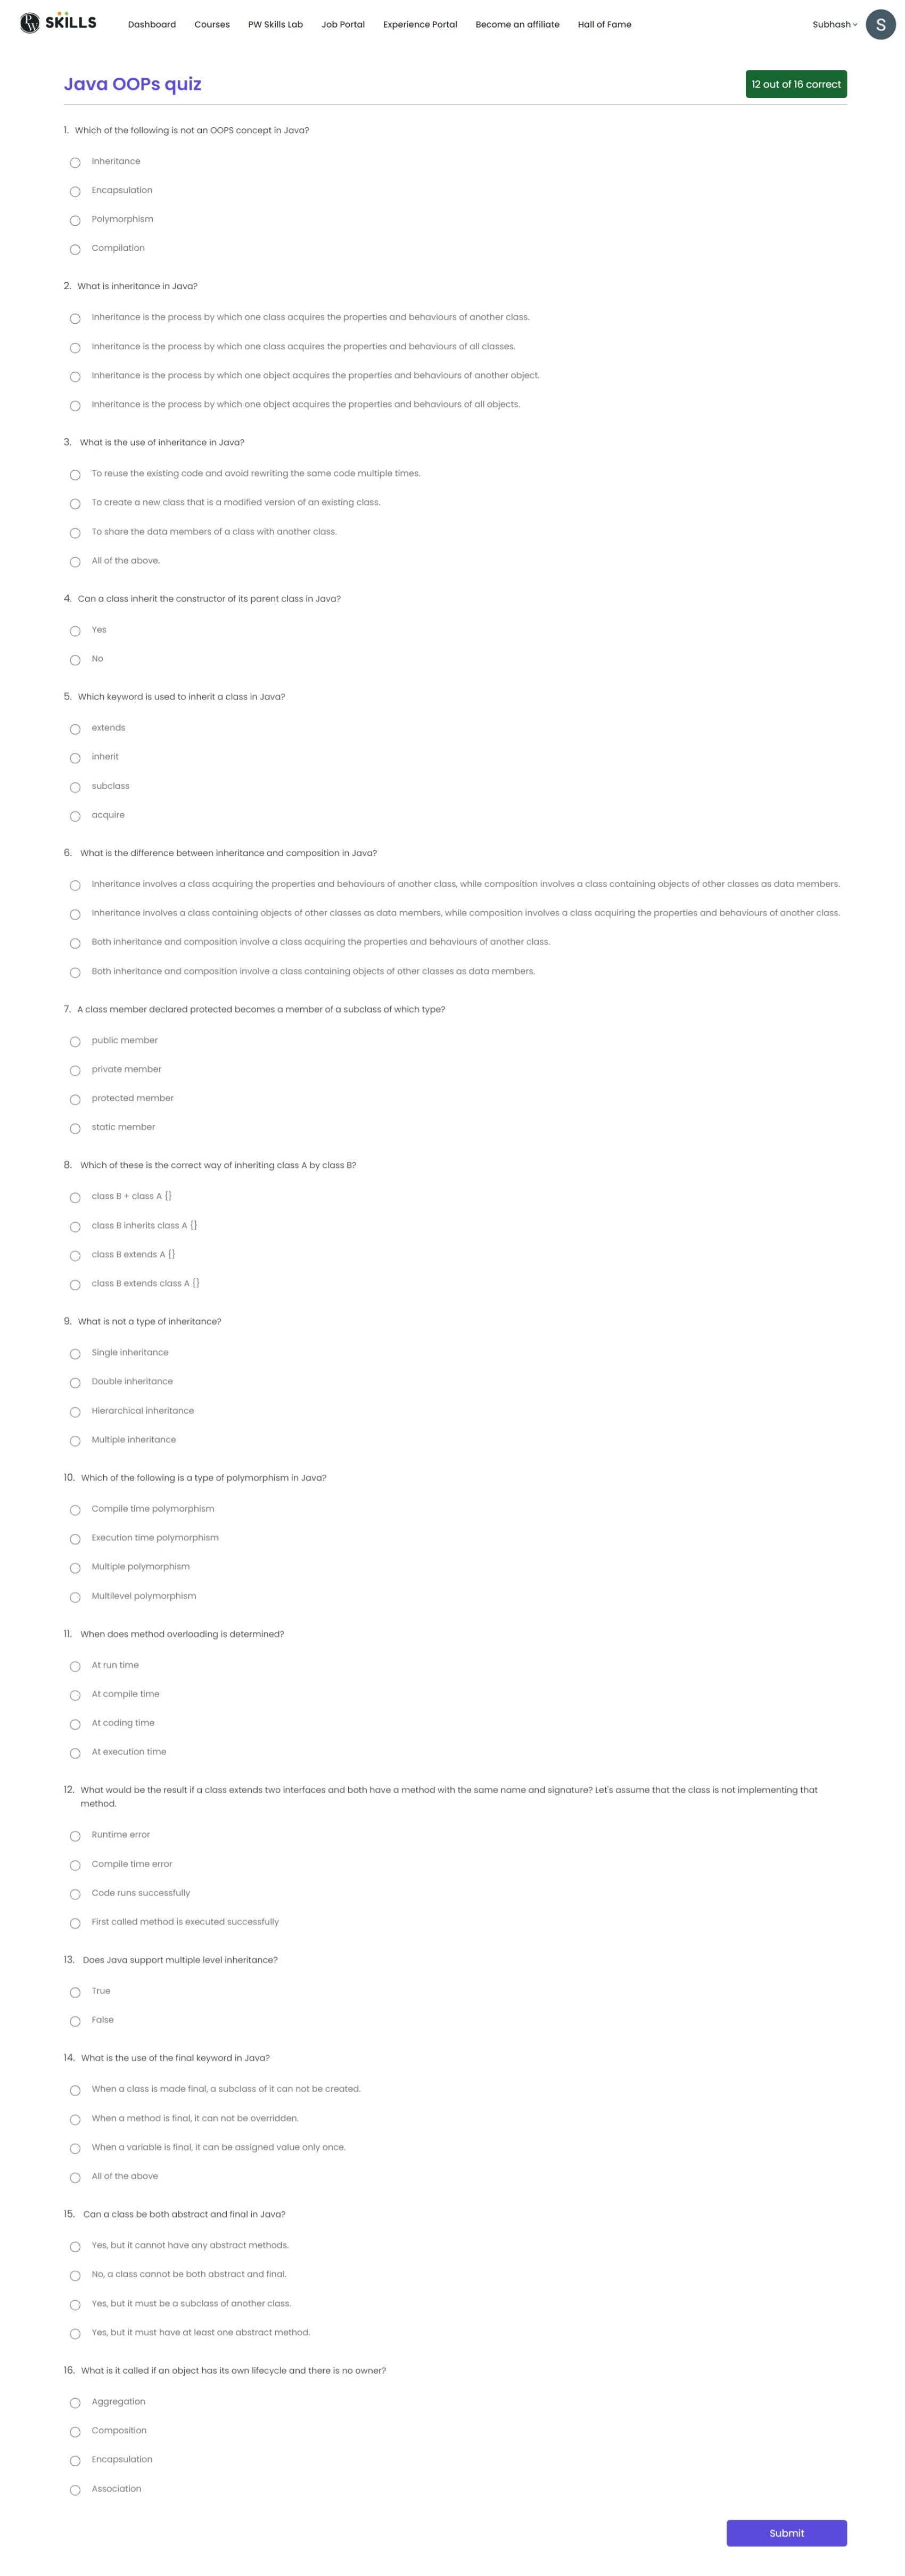 PW SKILLS
Dashboard Courses PW Skills Lab Job Portal Experience Portal Become an affiliate Hall of Fame Subhash S
Java OOPs quiz 12 out of 16 correct
1. Which of the following is not an OOPS concept in Java?
Inheritance
Encapsulation
Polymorphism
Compilation
2. What is inheritance in Java?
Inheritance is the process by which one class acquires the properties and behaviours of another class.
Inheritance is the process by which one class acquires the properties and behaviours of all classes.
Inheritance is the process by which one object acquires the properties and behaviours of another object.
Inheritance is the process by which one object acquires the properties and behaviours of all objects.
3. What is the use of inheritance in Java?
To reuse the existing code and avoid rewriting the same code multiple times.
To create a new class that is a modified version of an existing class.
To share the data members of a class with another class.
All of the above.
4. Can a class inherit the constructor of its parent class in Java?
Yes
No
5. Which keyword is used to inherit a class in Java?
extends
inherit
subclass
acquire
6. What is the difference between inheritance and composition in Java?
Inheritance involves a class acquiring the properties and behaviours of another class, while composition involves a class containing objects of other classes as data members.
Inheritance involves a class containing objects of other classes as data members, while composition involves a class acquiring the properties and behaviours of another class.
Both inheritance and composition involve a class acquiring the properties and behaviours of another class.
Both inheritance and composition involve a class containing objects of other classes as data members.
7. A class member declared protected becomes a member of a subclass of which type?
public member
private member
protected member
static member
8. Which of these is the correct way of inheriting class A by class B?
class B + class A {}
class B inherits class A {}
class B extends A {}
class B extends class A {}
9. What is not a type of inheritance?
Single inheritance
Double inheritance
Hierarchical inheritance
Multiple inheritance
10. Which of the following is a type of polymorphism in Java?
Compile time polymorphism
Execution time polymorphism
Multiple polymorphism
Multilevel polymorphism
11. When does method overloading is determined?
At run time
At compile time
At coding time
At execution time
12. What would be the result if a class extends two interfaces and both have a method with the same name and signature? Let's assume that the class is not implementing that
method.
Runtime error
Compile time error
Code runs successfully
First called method is executed successfully
13. Does Java support multiple level inheritance?
True
False
14. What is the use of the final keyword in Java?
When a class is made final, a subclass of it can not be created.
When a method is final, it can not be overridden.
When a variable is final, it can be assigned value only once.
All of the above
15. Can a class be both abstract and final in Java?
Yes, but it cannot have any abstract methods.
No, a class cannot be both abstract and final.
Yes, but it must be a subclass of another class.
Yes, but it must have at least one abstract method.
16. What is it called if an object has its own lifecycle and there is no owner?
Aggregation
Composition
Encapsulation
Association
Submit